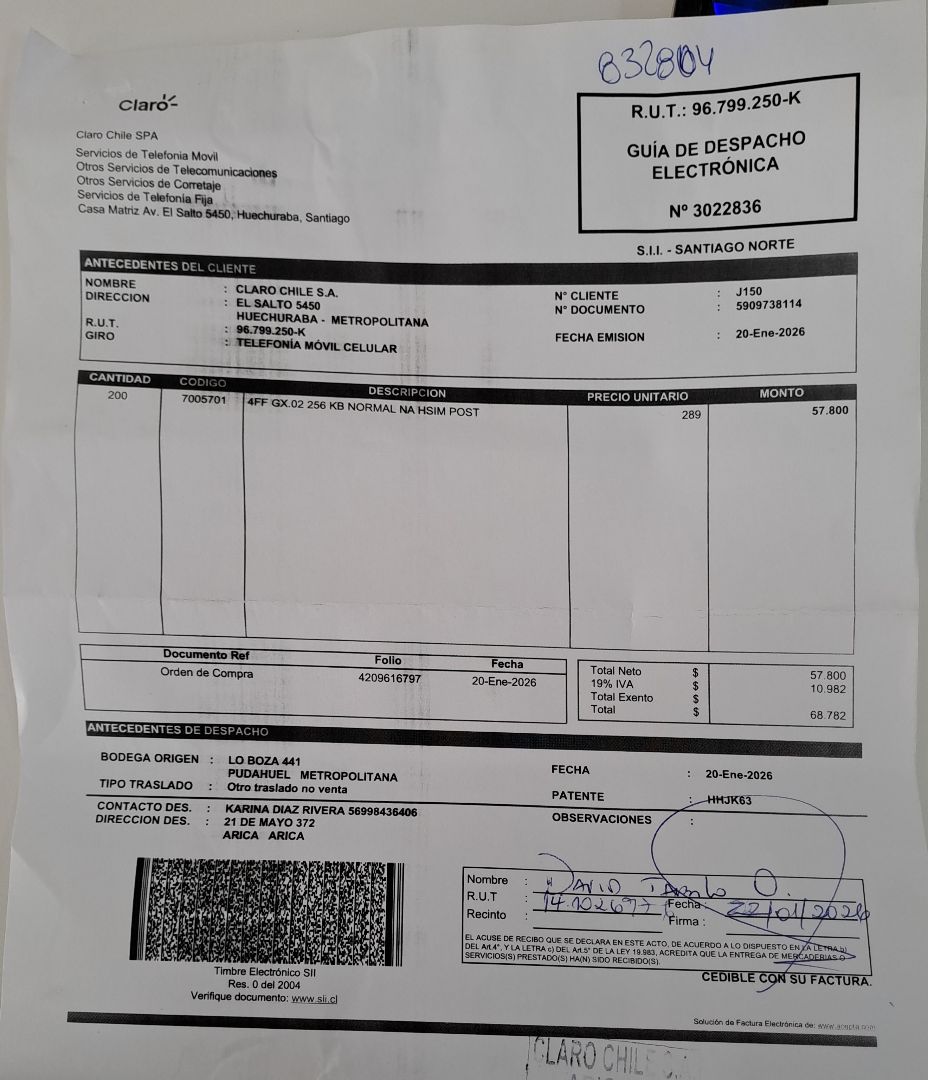 832804
Claro
Claro Chile SPA
Servicios de Telefonia Movil
Otros Servicios de Telecomunicaciones
Otros Servicios de Corretaje
Servicios de Telefonía Fija
Casa Matriz Av. El Salto 5450, Huechuraba, Santiago
R.U.T.: 96.799.250-K
GUÍA DE DESPACHO
ELECTRÓNICA
Nº 3022836
S.I.I. - SANTIAGO NORTE
ANTECEDENTES DEL CLIENTE
NOMBRE : CLARO CHILE S.A.
DIRECCION : EL SALTO 5450
HUECHURABA - METROPOLITANA
R.U.T. : 96.799.250-K
GIRO : TELEFONÍA MÓVIL CELULAR
N° CLIENTE : J150
N° DOCUMENTO : 5909738114
FECHA EMISION : 20-Ene-2026
CANTIDAD CODIGO DESCRIPCION PRECIO UNITARIO MONTO
200 7005701 4FF GX.02 256 KB NORMAL NA HSIM POST 289 57.800
Documento Ref Folio Fecha
Orden de Compra 4209616797 20-Ene-2026
Total Neto $ 57.800
19% IVA $ 10.982
Total Exento $
Total $ 68.782
ANTECEDENTES DE DESPACHO
BODEGA ORIGEN : LO BOZA 441
PUDAHUEL METROPOLITANA
TIPO TRASLADO : Otro traslado no venta
FECHA : 20-Ene-2026
PATENTE : HHJK63
CONTACTO DES. : KARINA DIAZ RIVERA 56998436406
DIRECCION DES. : 21 DE MAYO 372
ARICA ARICA
OBSERVACIONES :
Nombre : David O.
R.U.T :
Fecha : 22/01/2026
Recinto :
Firma :
EL ACUSE DE RECIBO QUE SE DECLARA EN ESTE ACTO, DE ACUERDO A LO DISPUESTO EN LA LETRA b)
DEL Art.4°, Y LA LETRA c) DEL Art.5° DE LA LEY 19.983, ACREDITA QUE LA ENTREGA DE MERCADERIAS O
SERVICIOS(S) PRESTADO(S) HA(N) SIDO RECIBIDO(S).
CEDIBLE CON SU FACTURA.
Timbre Electrónico SII
Res. 0 del 2004
Verifique documento: www.sii.cl
Solución de Factura Electrónica de: www.acepta.com
CLARO CHILE